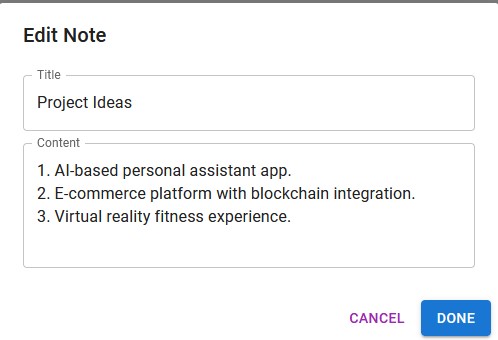 Edit Note
Title
Project Ideas
Content
1. AI-based personal assistant app.
2. E-commerce platform with blockchain integration.
3. Virtual reality fitness experience.
CANCEL
DONE